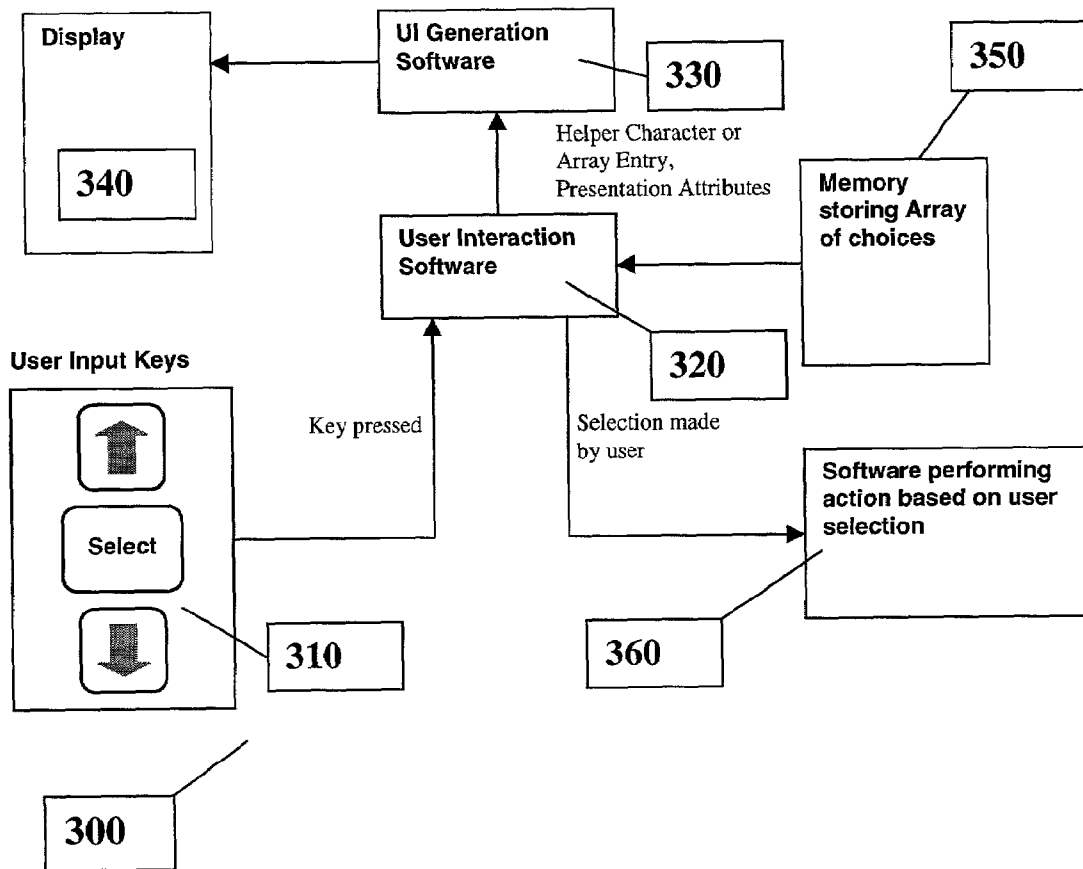 Display
340
UI Generation
Software
330
350
Helper Character or
Array Entry,
Presentation Attributes
Memory
storing Array
of choices
User Interaction
Software
320
User Input Keys
Select
310
Key pressed
Selection made
by user
Software performing
action based on user
selection
360
300